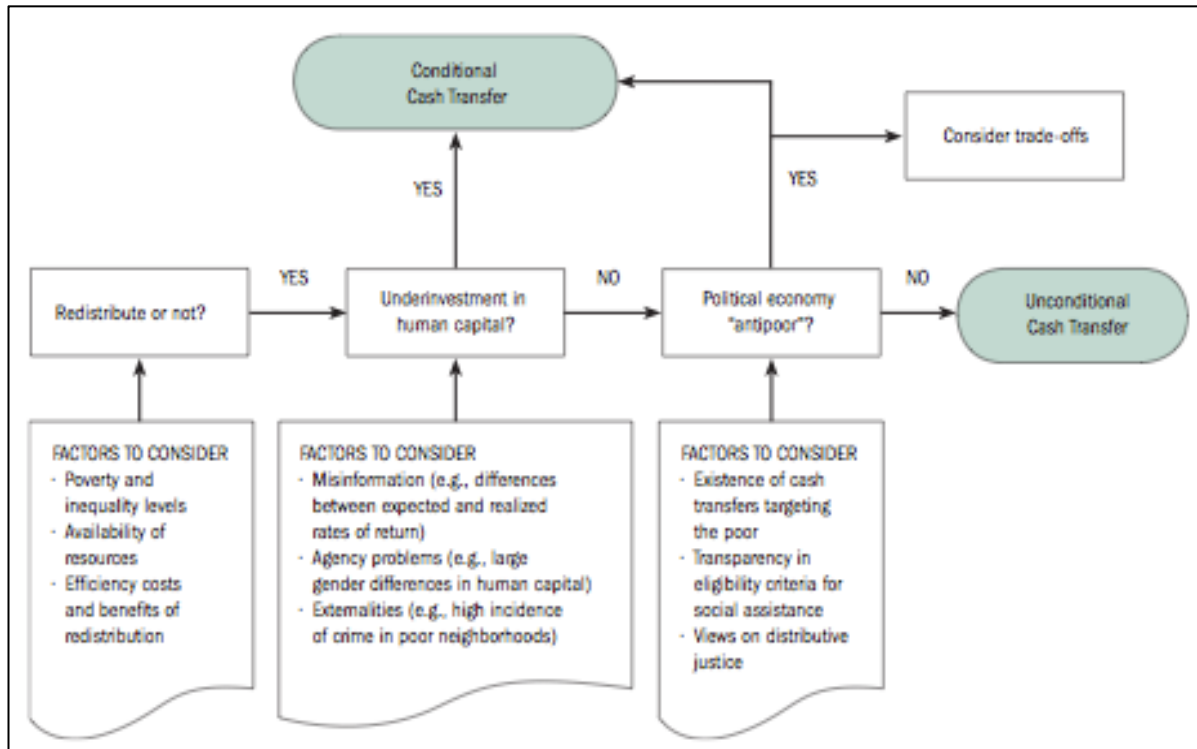 Conditional
Cash Transfer
Consider trade-offs
YES
YES
Redistribute or not?
YES
Underinvestment in
human capital?
NO
Political economy
"antipoor"?
NO
Unconditional
Cash Transfer
FACTORS TO CONSIDER
· Poverty and
inequality levels
· Availability of
resources
· Efficiency costs
and benefits of
redistribution
FACTORS TO CONSIDER
· Misinformation (e.g., differences
between expected and realized
rates of return)
· Agency problems (e.g., large
gender differences in human capital)
· Externalities (e.g., high incidence
of crime in poor neighborhoods)
FACTORS TO CONSIDER
· Existence of cash
transfers targeting
the poor
· Transparency in
eligibility criteria for
social assistance
· Views on distributive
justice